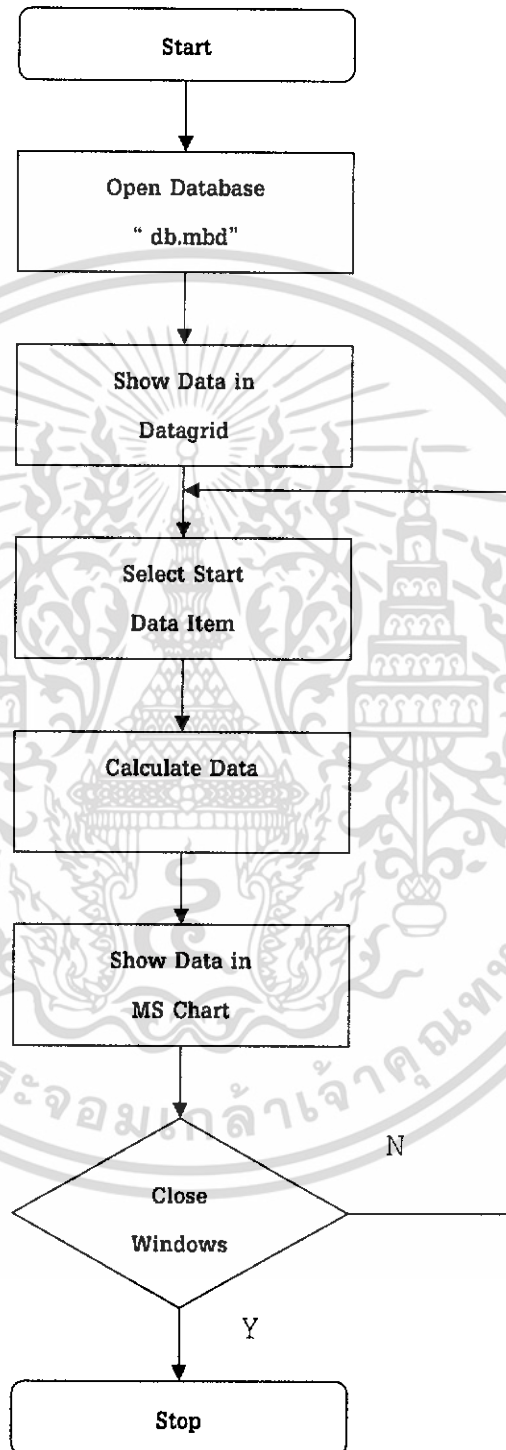 Start
Open Database
“ db.mbd”
Show Data in
Datagrid
Select Start
Data Item
Calculate Data
Show Data in
MS Chart
N
Close
Windows
Y
Stop